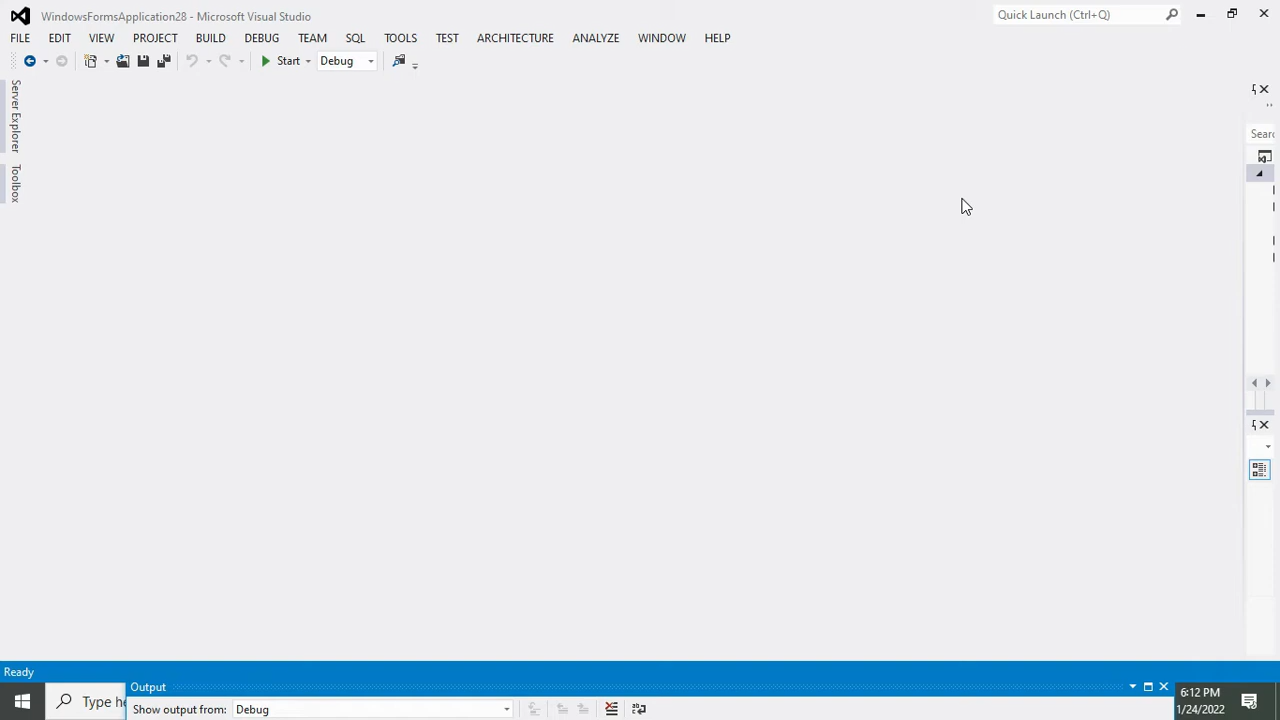 WindowsFormsApplication28 - Microsoft Visual Studio
Quick Launch (Ctrl+Q)
FILE EDIT VIEW PROJECT BUILD DEBUG TEAM SQL TOOLS TEST ARCHITECTURE ANALYZE WINDOW HELP
Start Debug
Server Explorer
Toolbox
Ready
Output
Type
Show output from: Debug
6:12 PM
1/24/2022